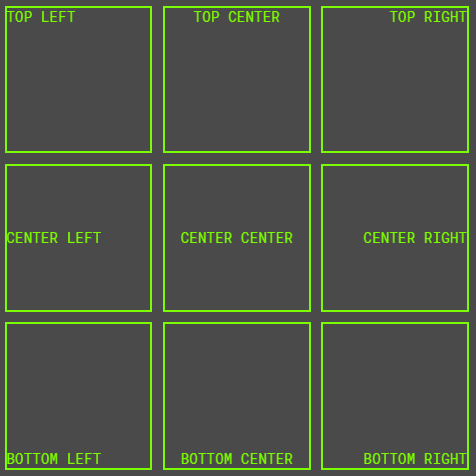 TOP LEFT
TOP CENTER
TOP RIGHT
CENTER LEFT
CENTER CENTER
CENTER RIGHT
BOTTOM LEFT
BOTTOM CENTER
BOTTOM RIGHT